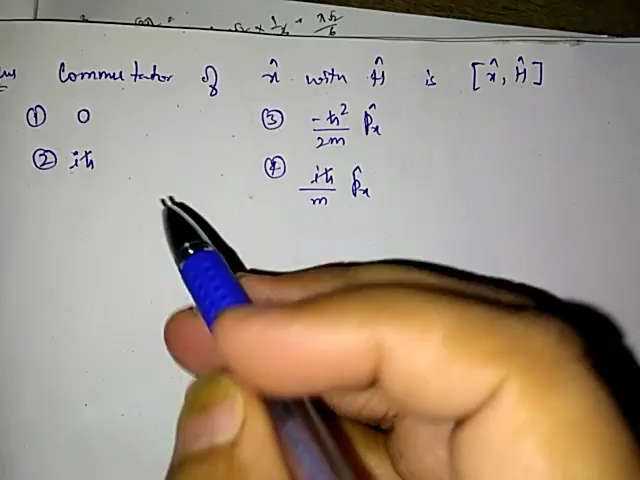 Commutator of x̂ with Ĥ is [x̂, Ĥ]
① 0
② iħ
③ -ħ²/2m p̂x
④ iħ/m p̂x